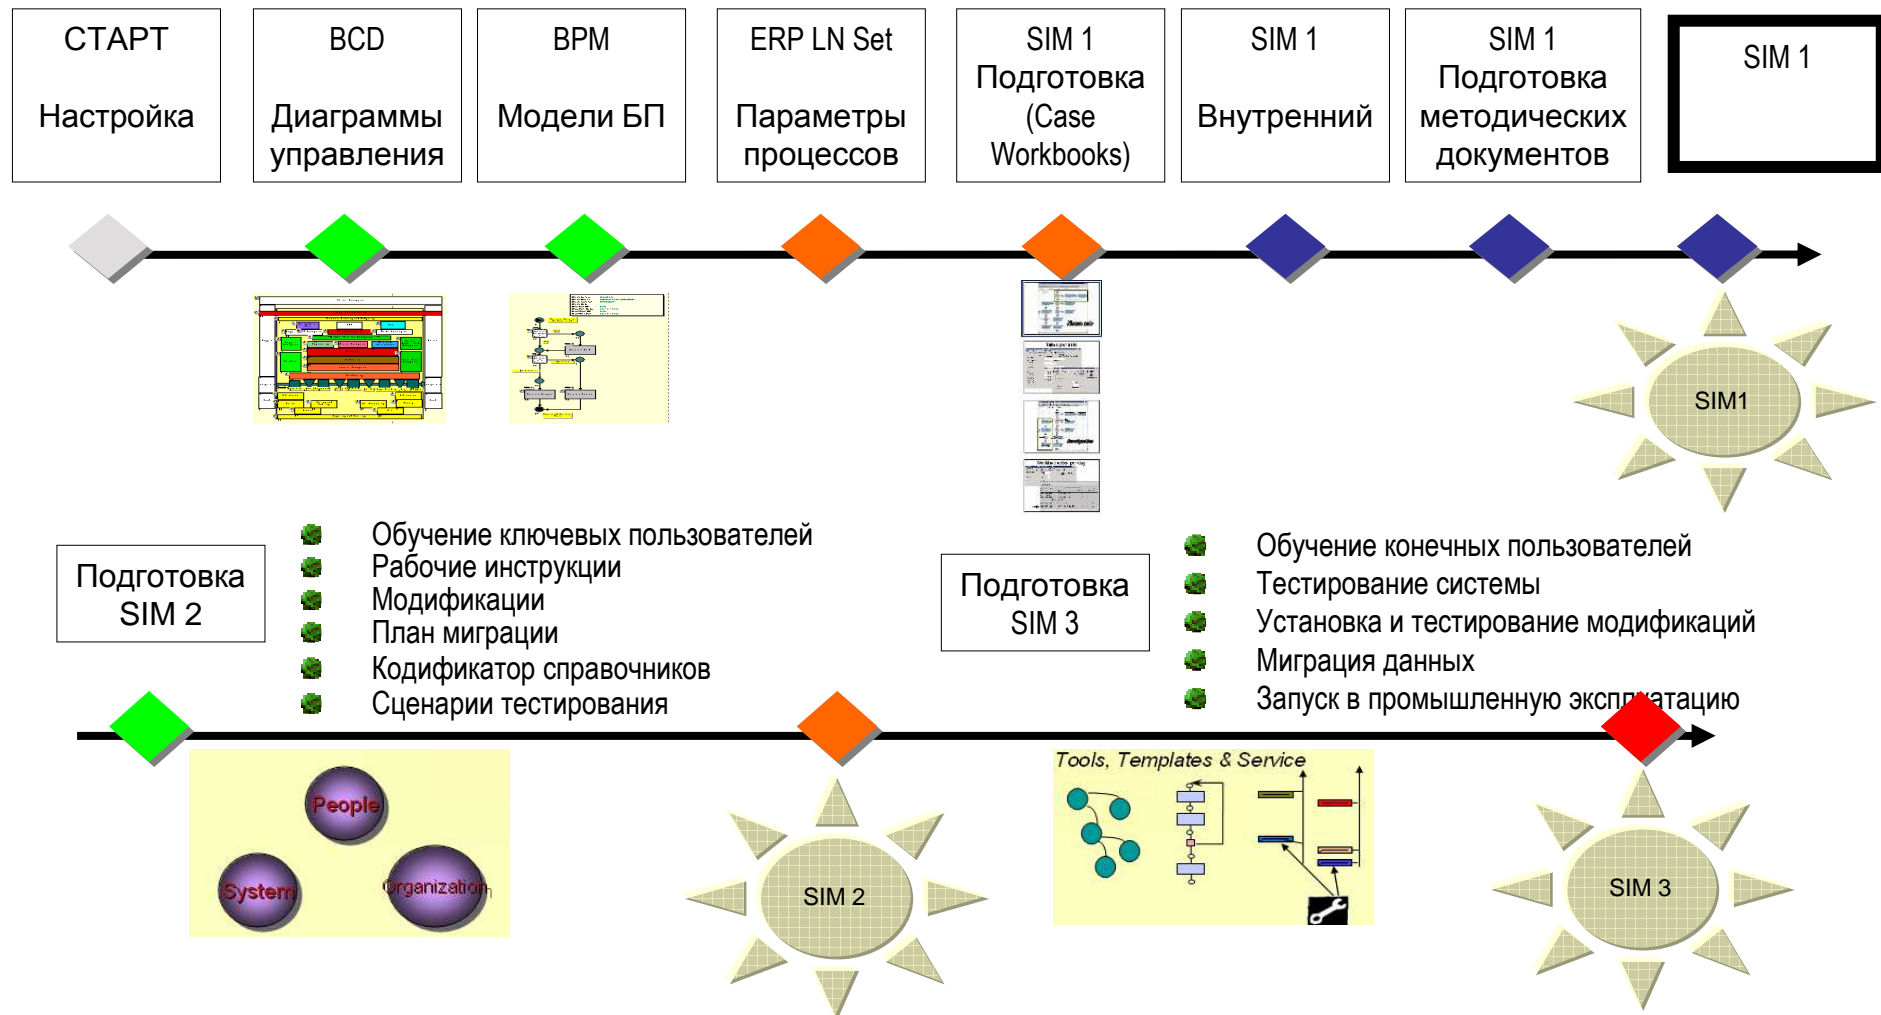 СТАРТ
Настройка
BCD
Диаграммы
управления
BPM
Модели БП
ERP LN Set
Параметры
процессов
SIM 1
Подготовка
(Case
Workbooks)
SIM 1
Внутренний
SIM 1
Подготовка
методических
документов
SIM 1
SIM1
Подготовка
SIM 2
Обучение ключевых пользователей
Рабочие инструкции
Модификации
План миграции
Кодификатор справочников
Сценарии тестирования
Подготовка
SIM 3
Обучение конечных пользователей
Тестирование системы
Установка и тестирование модификаций
Миграция данных
Запуск в промышленную эксплуатацию
People
System
Organization
SIM 2
Tools, Templates & Service
SIM 3